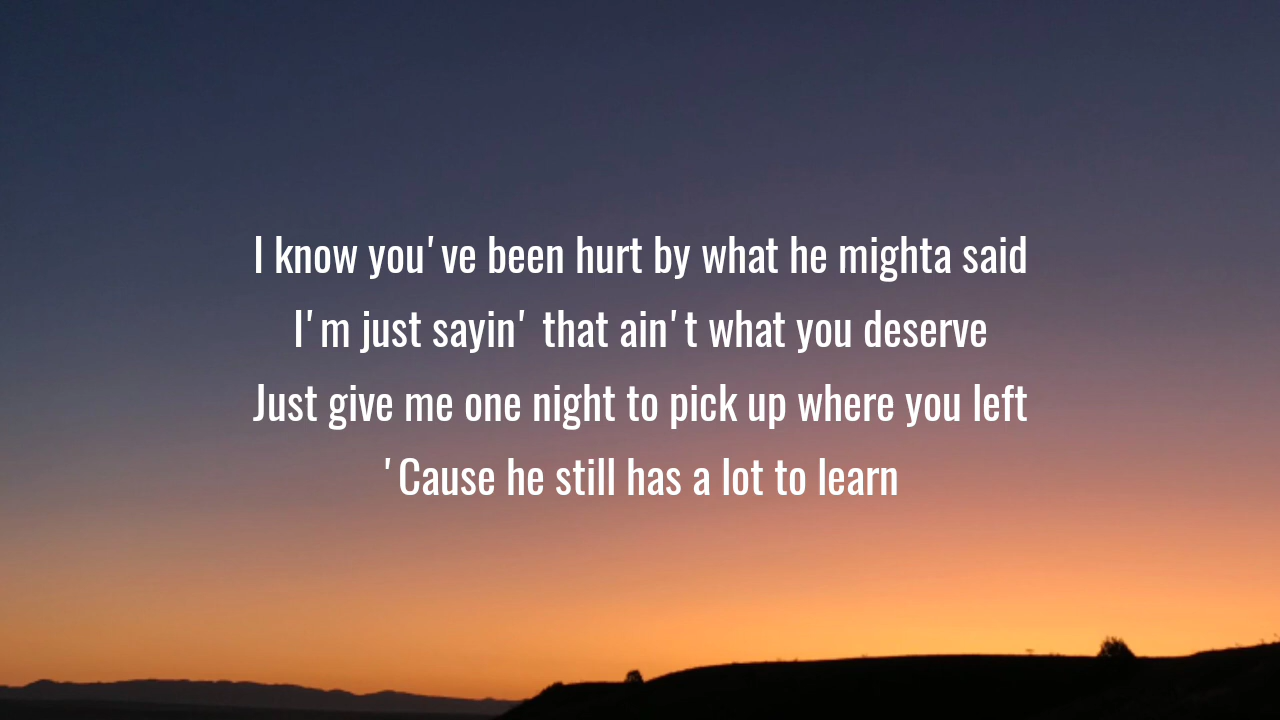 I know you've been hurt by what he mighta said
I'm just sayin' that ain't what you deserve
Just give me one night to pick up where you left
'Cause he still has a lot to learn